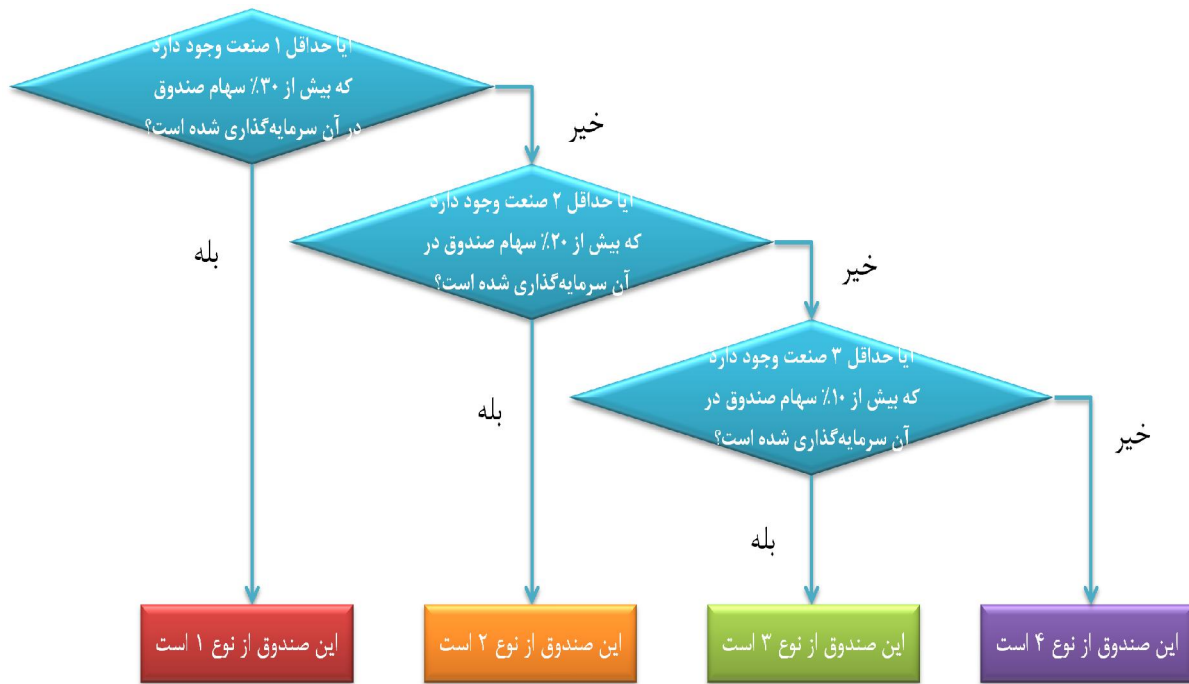 آیا حداقل ۱ صنعت وجود دارد
که بیش از ۳۰٪ سهام صندوق
در آن سرمایه‌گذاری شده است؟
خیر
آیا حداقل ۲ صنعت وجود دارد
که بیش از ۲۰٪ سهام صندوق در
آن سرمایه‌گذاری شده است؟
بله
خیر
آیا حداقل ۳ صنعت وجود دارد
که بیش از ۱۰٪ سهام صندوق در
آن سرمایه‌گذاری شده است؟
بله
خیر
بله
این صندوق از نوع ۱ است
این صندوق از نوع ۲ است
این صندوق از نوع ۳ است
این صندوق از نوع ۴ است